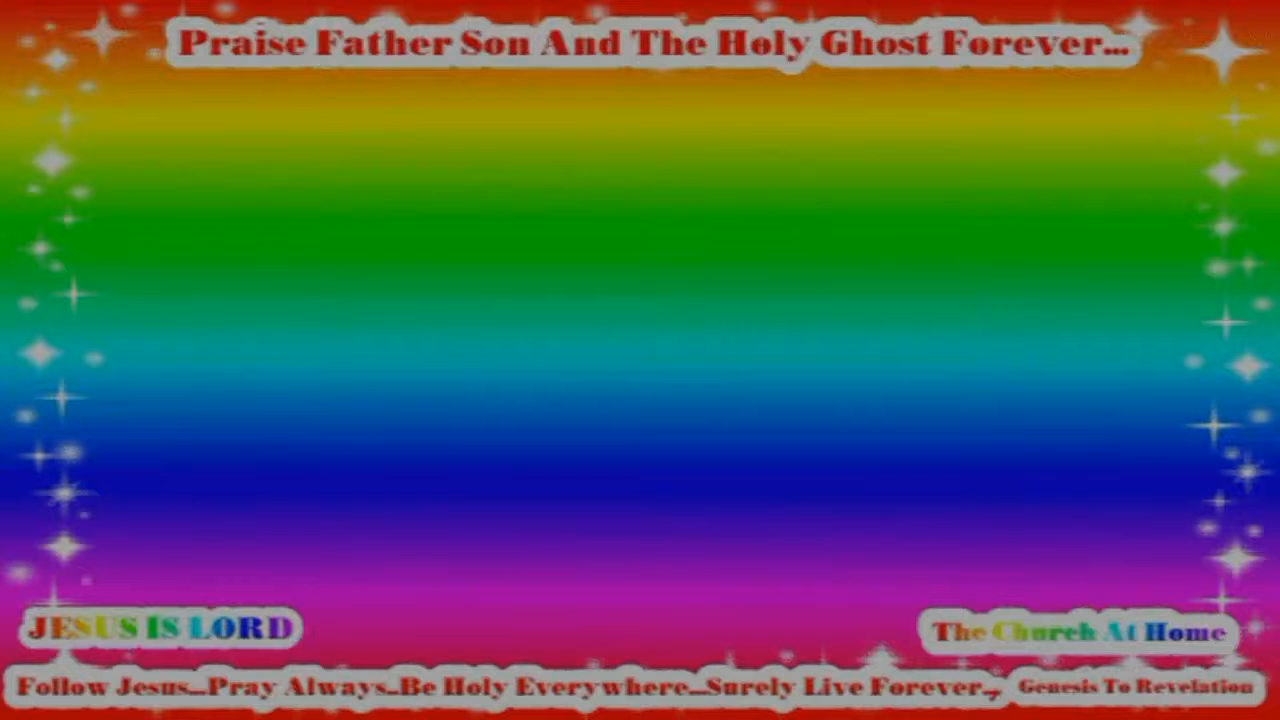 Praise Father Son And The Holy Ghost Forever...
JESUS IS LORD
The Church At Home
Follow Jesus...Pray Always..Be Holy Everywhere...Surely Live Forever.., Genesis To Revelation